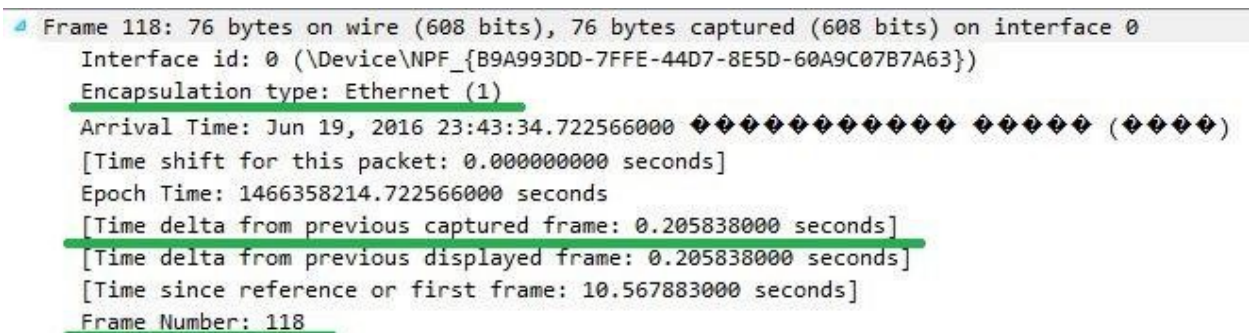 Frame 118: 76 bytes on wire (608 bits), 76 bytes captured (608 bits) on interface 0
Interface id: 0 (\Device\NPF_{B9A993DD-7FFE-44D7-8E5D-60A9C07B7A63})
Encapsulation type: Ethernet (1)
Arrival Time: Jun 19, 2016 23:43:34.722566000 ������������ ����� (����)
[Time shift for this packet: 0.000000000 seconds]
Epoch Time: 1466358214.722566000 seconds
[Time delta from previous captured frame: 0.205838000 seconds]
[Time delta from previous displayed frame: 0.205838000 seconds]
[Time since reference or first frame: 10.567883000 seconds]
Frame Number: 118